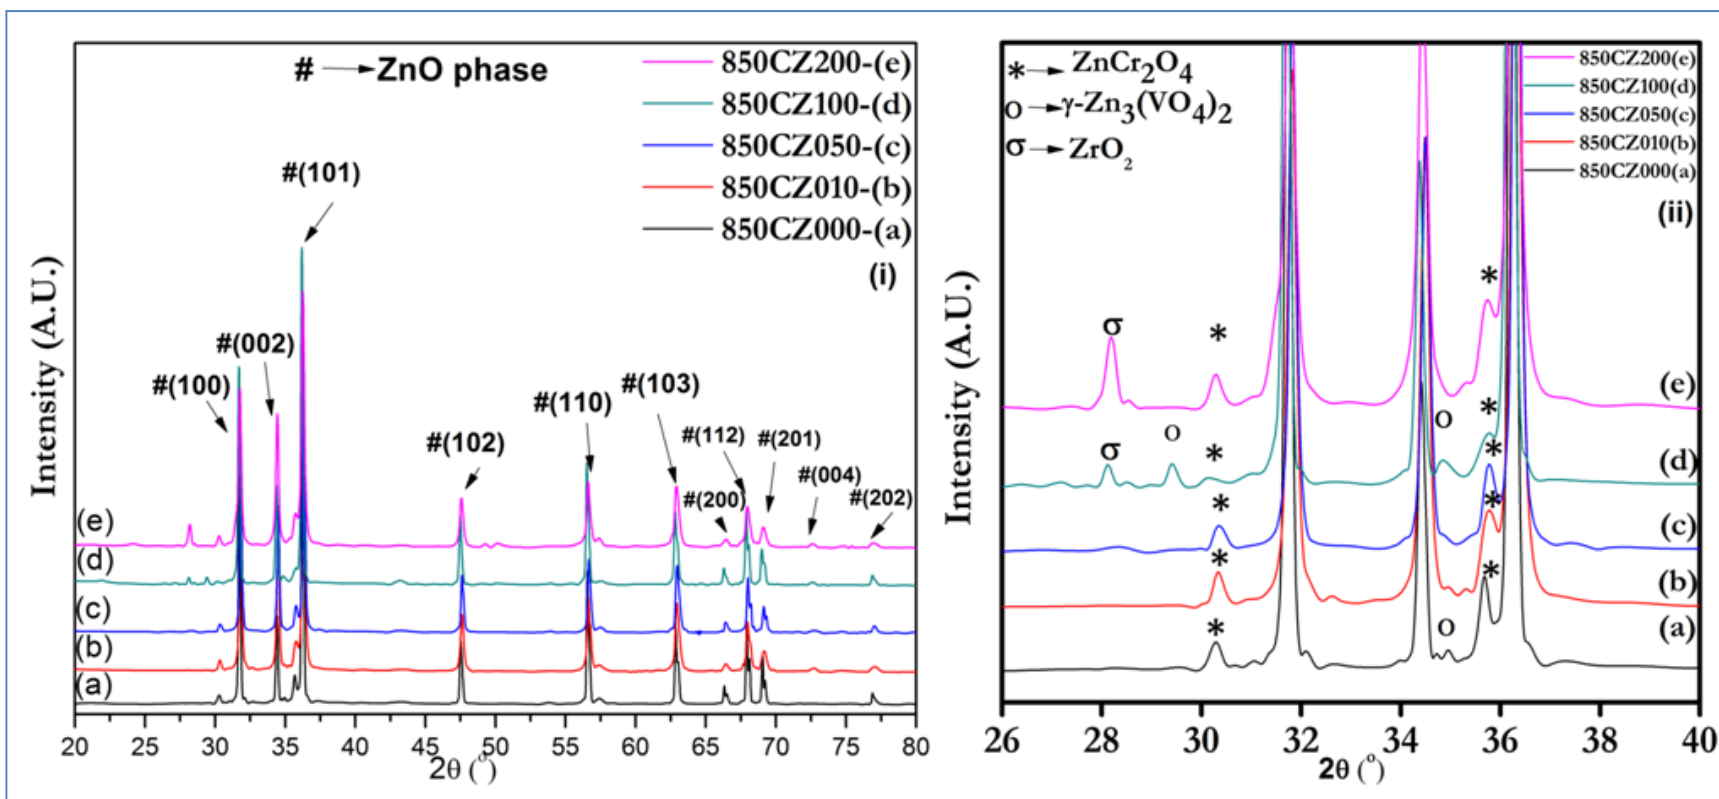 # → ZnO phase
850CZ200-(e)
850CZ100-(d)
850CZ050-(c)
850CZ010-(b)
850CZ000-(a)
(i)
#(101)
#(002)
#(100)
#(103)
#(110)
#(102)
#(112)
#(201)
#(200)
#(004)
#(202)
(e)
(d)
(c)
(b)
(a)
Intensity (A.U.)
20 25 30 35 40 45 50 55 60 65 70 75 80
2θ (°)
* → ZnCr₂O₄
o → γ-Zn₃(VO₄)₂
σ → ZrO₂
850CZ200(e)
850CZ100(d)
850CZ050(c)
850CZ010(b)
850CZ000(a)
(ii)
*
σ *
(e)
*
o o
σ * *
(d)
* *
(c)
* *
(b)
o
*
(a)
Intensity (A.U.)
26 28 30 32 34 36 38 40
2θ (°)